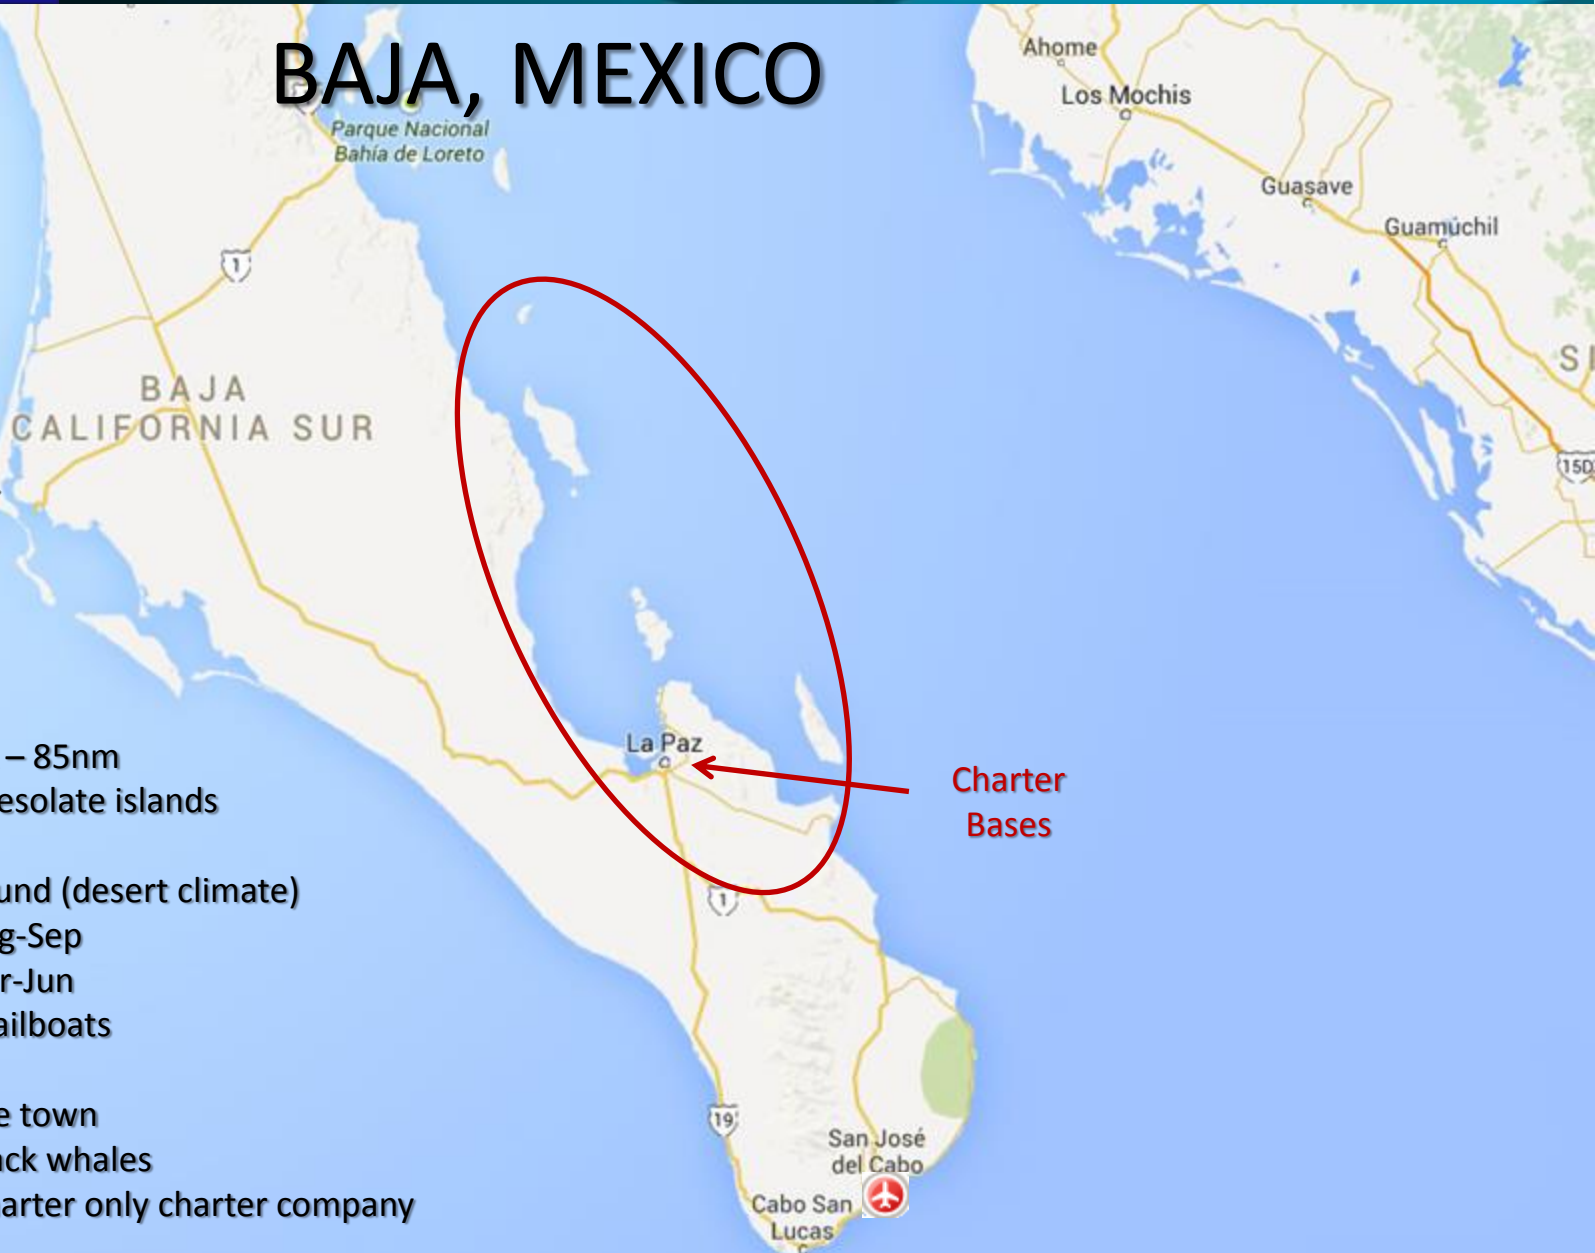 BAJA, MEXICO
Parque Nacional
Bahía de Loreto
Ahome
Los Mochis
Guasave
Guamúchil
1
BAJA
CALIFORNIA SUR
SI
15D
La Paz
Charter
Bases
– 85nm
esolate islands
und (desert climate)
g-Sep
r-Jun
ailboats
e town
ack whales
arter only charter company
1
19
San José
del Cabo
Cabo San
Lucas